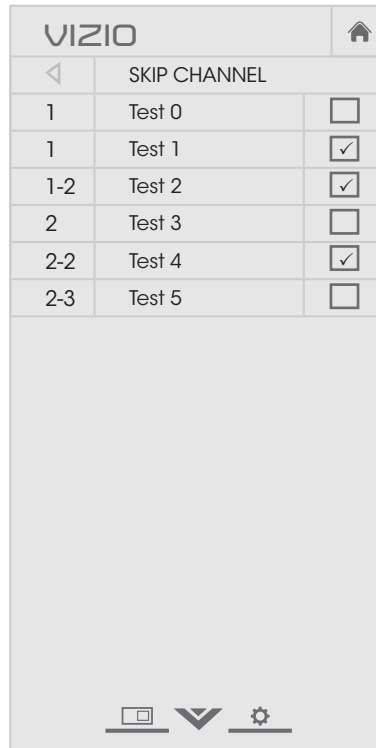 VIZIO
SKIP CHANNEL
1 Test 0
1 Test 1
1-2 Test 2
2 Test 3
2-2 Test 4
2-3 Test 5